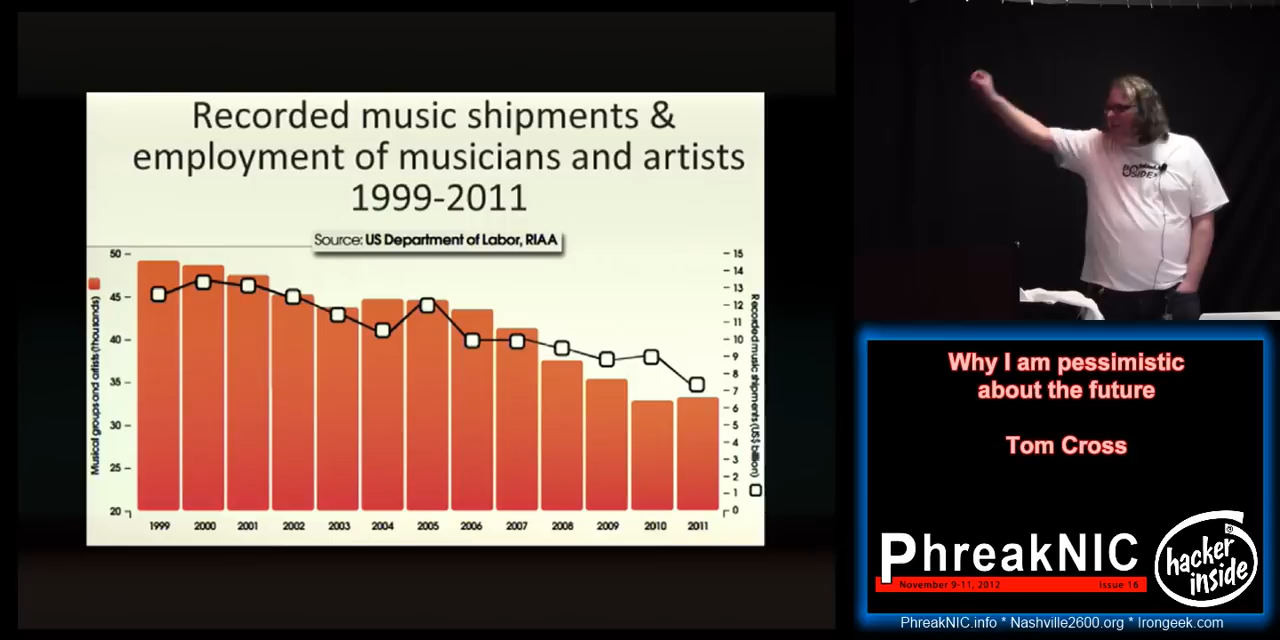 Recorded music shipments &
employment of musicians and artists
1999-2011
Source: US Department of Labor, RIAA
Musical groups and artists (thousands)
50
45
40
35
30
25
20
15
14
13
12
11
10
9
8
7
6
5
4
3
2
1
0
Recorded music shipments (US$ billion)
1999
2000
2001
2002
2003
2004
2005
2006
2007
2008
2009
2010
2011
Why I am pessimistic
about the future
Tom Cross
PhreakNIC
November 9-11, 2012
Issue 16
hacker
inside
PhreakNIC.info * Nashville2600.org * Irongeek.com